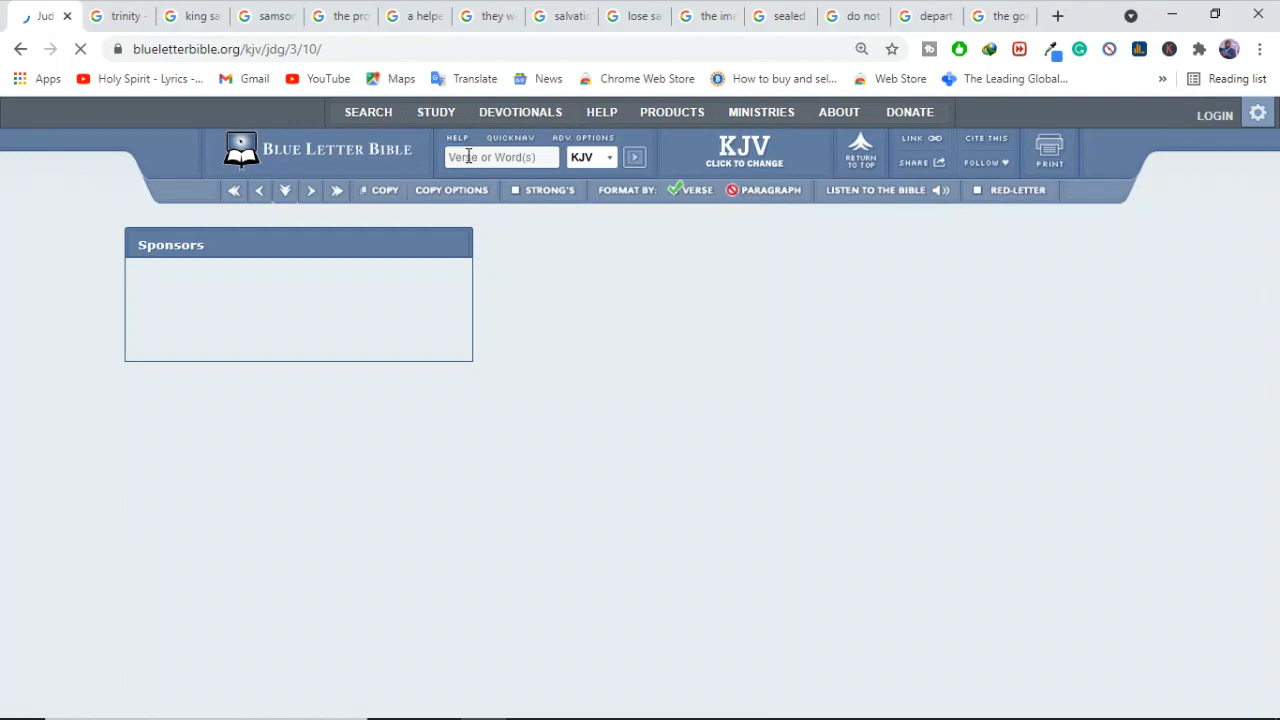 Jud
trinity -
king sa
samsor
the pro
a helpe
they w
salvatio
lose sa
the ima
sealed
do not
depart
the gos
blueletterbible.org/kjv/jdg/3/10/
Apps
Holy Spirit - Lyrics -...
Gmail
YouTube
Maps
Translate
News
Chrome Web Store
How to buy and sel...
Web Store
The Leading Global...
»
Reading list
SEARCH
STUDY
DEVOTIONALS
HELP
PRODUCTS
MINISTRIES
ABOUT
DONATE
LOGIN
BLUE LETTER BIBLE
HELP
QUICKNAV
ADV. OPTIONS
Verse or Word(s)
KJV
KJV
CLICK TO CHANGE
RETURN
TO TOP
LINK
CITE THIS
SHARE
FOLLOW
PRINT
COPY
COPY OPTIONS
STRONG'S
FORMAT BY:
VERSE
PARAGRAPH
LISTEN TO THE BIBLE
RED-LETTER
Sponsors